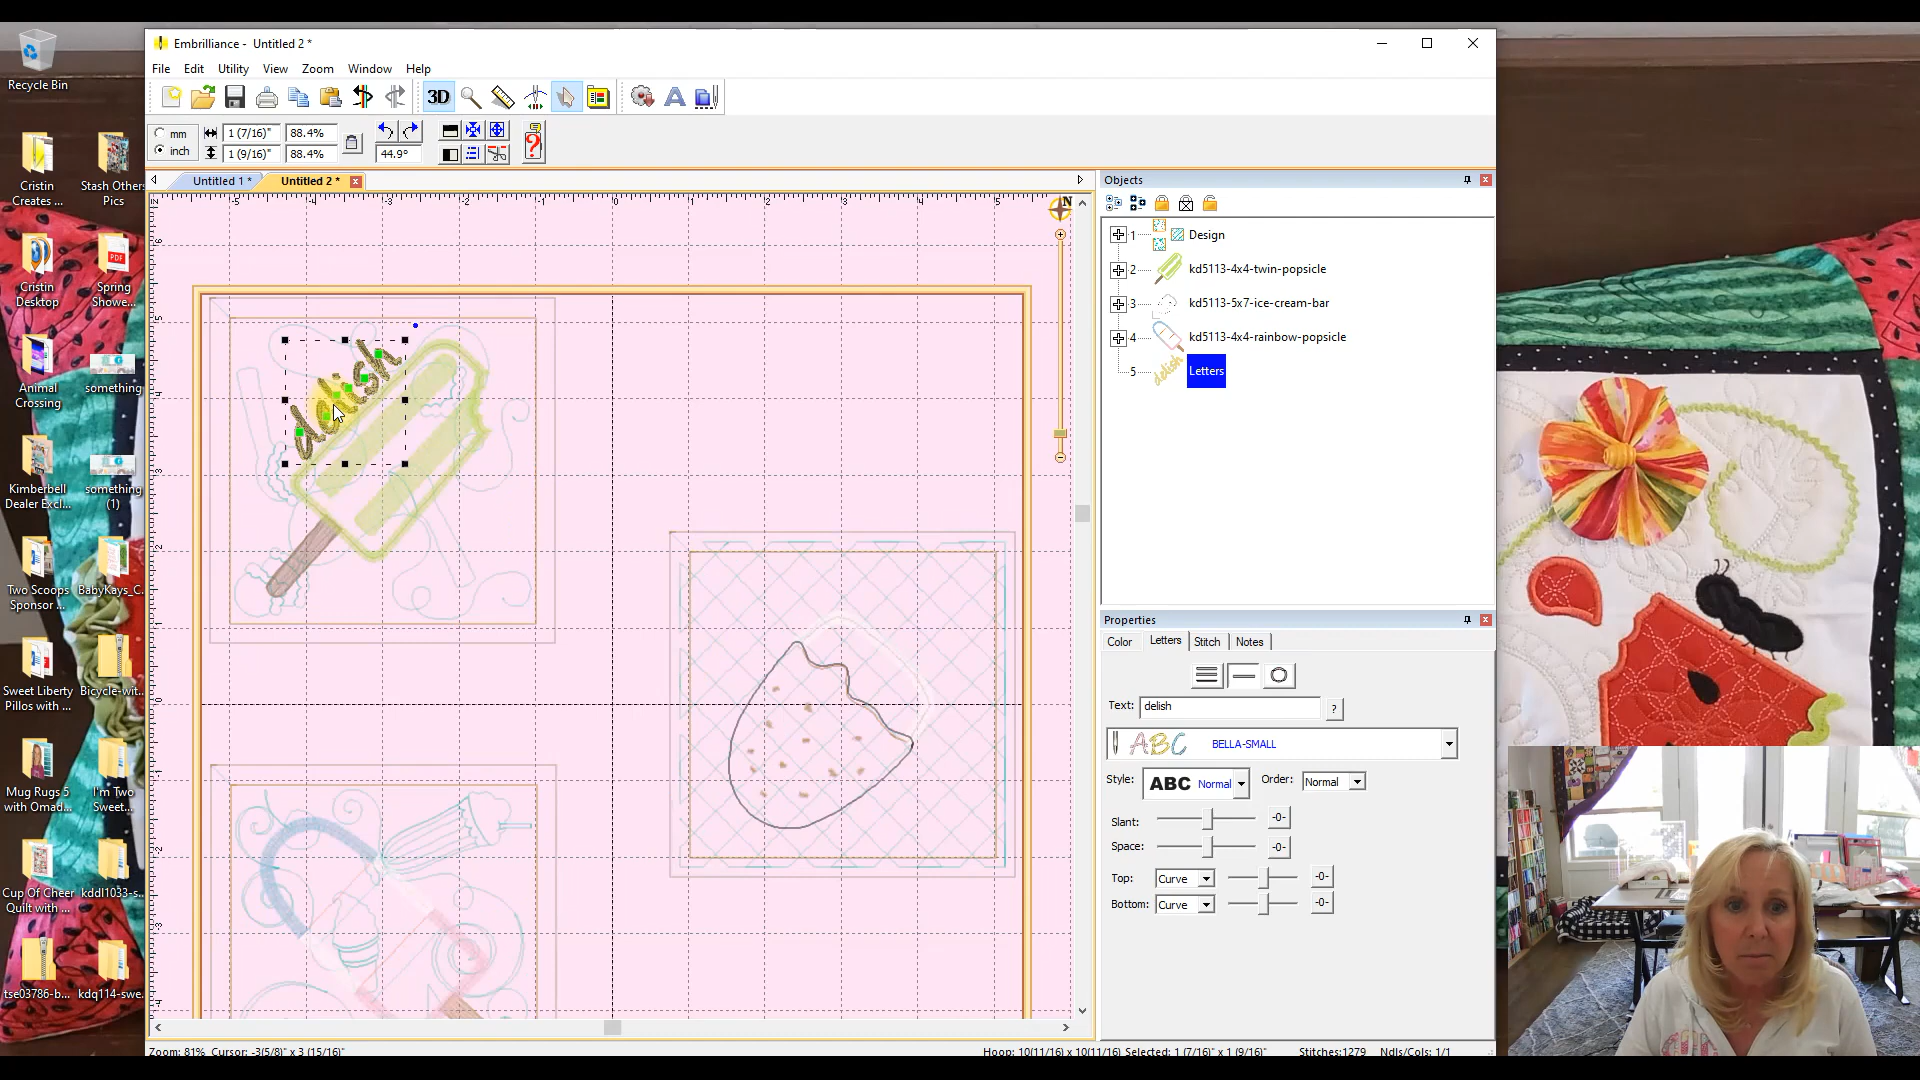 Recycle Bin
Cristin
Creates ...
Stash Others
Pics
Cristin
Desktop
Spring
Showe...
Animal
Crossing
something
Kimberbell
Dealer Excl...
something
(1)
Two Scoops
Sponsor ...
BabyKays_C...
Sweet Liberty
Pillos with ...
Bicycle-wit...
Mug Rugs 5
with Omad...
I'm Two
Sweet...
Cup Of Cheer
Quilt with ...
kddl1033-s...
tse03786-b...
kdq114-swe...
Embrilliance - Untitled 2 *
File Edit Utility View Zoom Window Help
3D
mm
inch
1 (7/16)" 88.4%
1 (9/16)" 88.4%
44.9°
Untitled 1 * Untitled 2 *
N
delish
Objects
1 Design
2 kd5113-4x4-twin-popsicle
3 kd5113-5x7-ice-cream-bar
4 kd5113-4x4-rainbow-popsicle
5 delish Letters
Properties
Color Letters Stitch Notes
Text: delish ?
ABC BELLA-SMALL
Style: ABC Normal Order: Normal
Slant: -0-
Space: -0-
Top: Curve -0-
Bottom: Curve -0-
Zoom: 81% Cursor: -3(5/8)" x 3 (15/16)"
Hoop: 10(11/16) x 10(11/16) Selected: 1 (7/16)" x 1 (9/16)" Stitches:1279 Ndls/Cols: 1/1